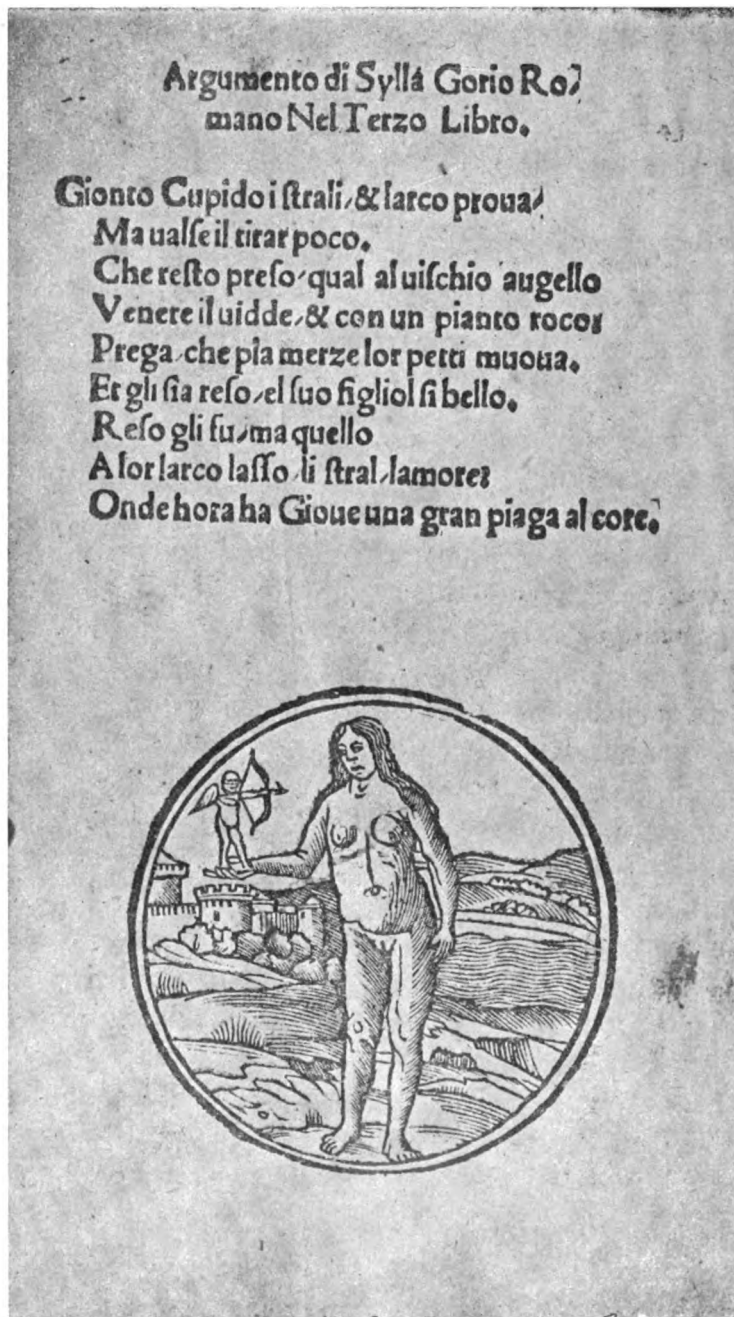 Argumento di Syllá Gorio Ro⸗
mano Nel Terzo Libro.
Gionto Cupido i ſtrali, & larco proua/
Ma ualſe il tirar poco.
Che reſto preſo, qual al uiſchio augello
Venere il uidde, & con un pianto roco:
Prega, che pia merze lor petti muoua.
Et gli ſia reſo, el ſuo figliol ſi bello.
Reſo gli fu, ma quello
A lor larco laſſo, li ſtral, lamore:
Onde hora ha Gioue una gran piaga al core.